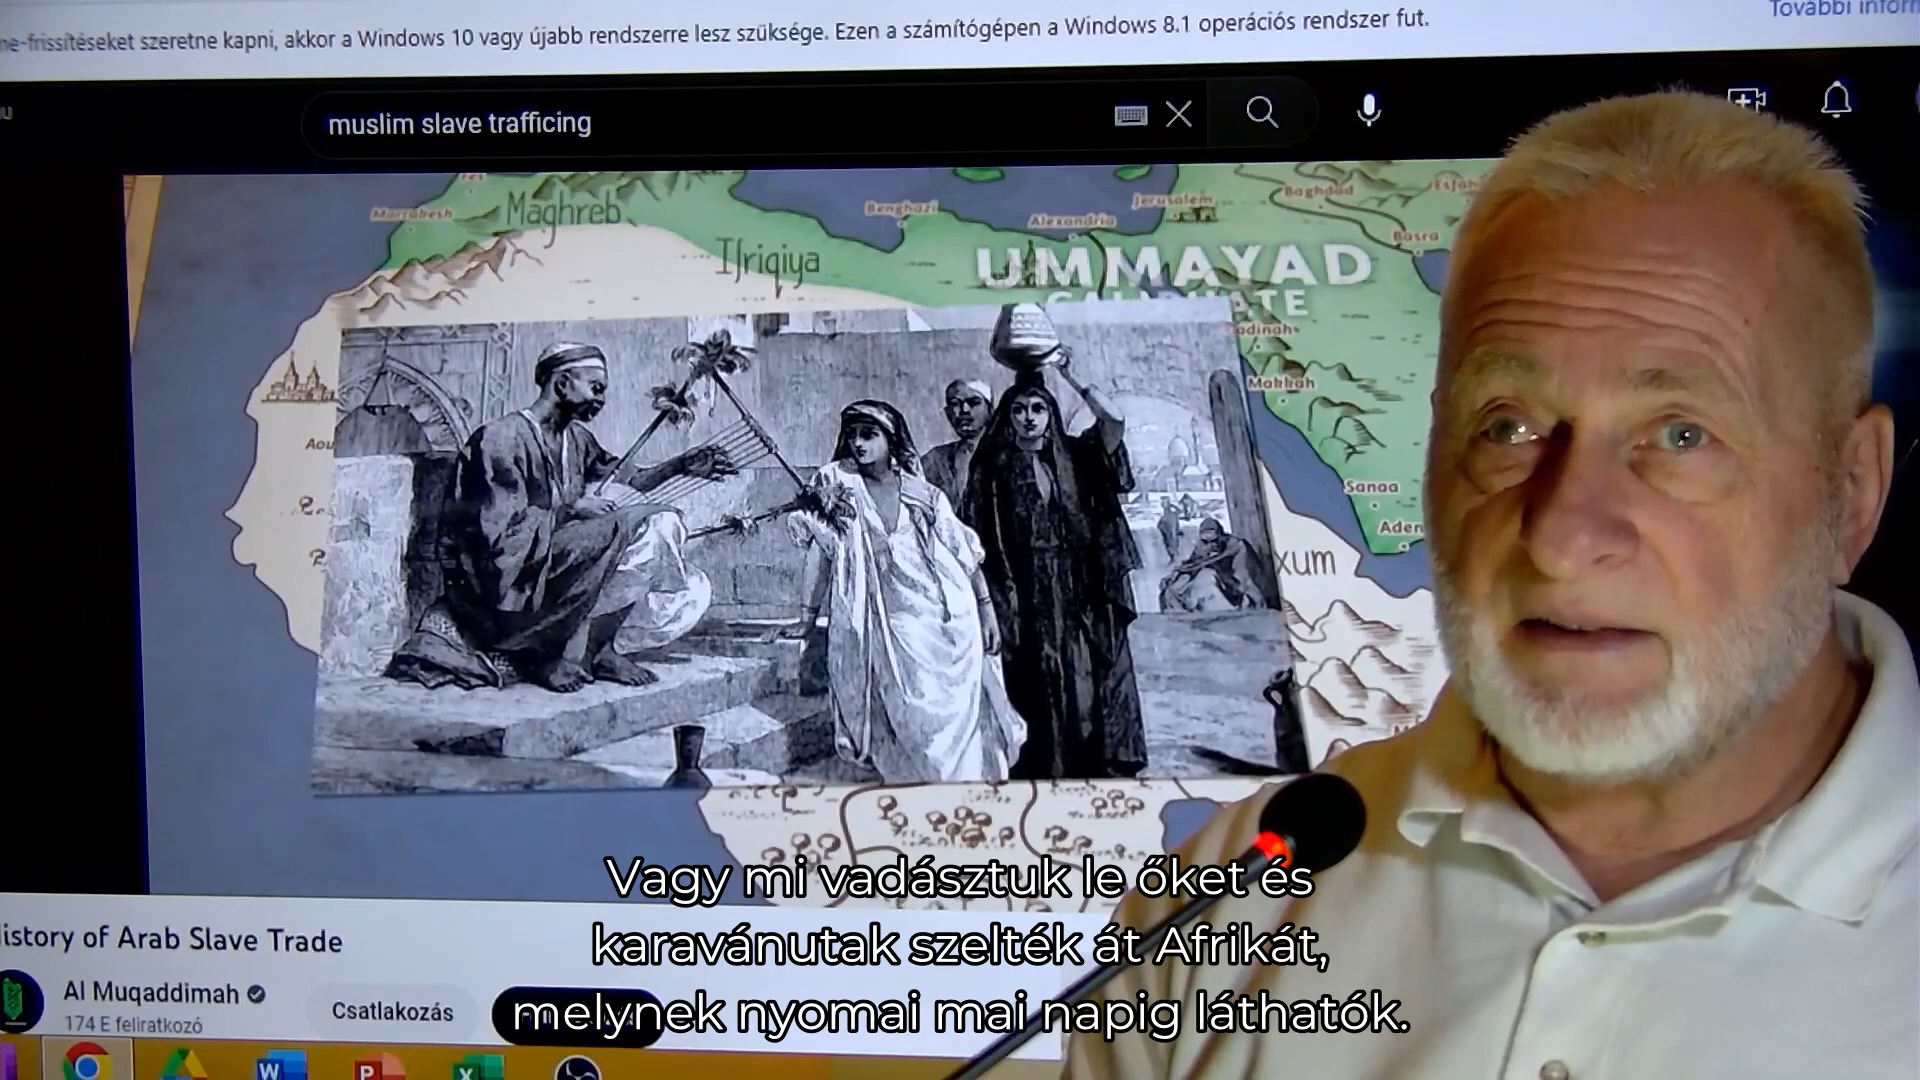 ne-frissítéseket szeretne kapni, akkor a Windows 10 vagy újabb rendszerre lesz szüksége. Ezen a számítógépen a Windows 8.1 operációs rendszer fut.
További
muslim slave trafficing
Marrakesh
Maghreb
Ifriqiya
Benghazi
Alexandria
Jerusalem
Baghdad
Basra
UMMAYAD
CALIPHATE
Makkah
Sanaa
Aden
Vagy mi vadásztuk le őket és
karavánutak szelték át Afrikát,
melynek nyomai mai napig láthatók.
istory of Arab Slave Trade
Al Muqaddimah
174 E feliratkozó
Csatlakozás